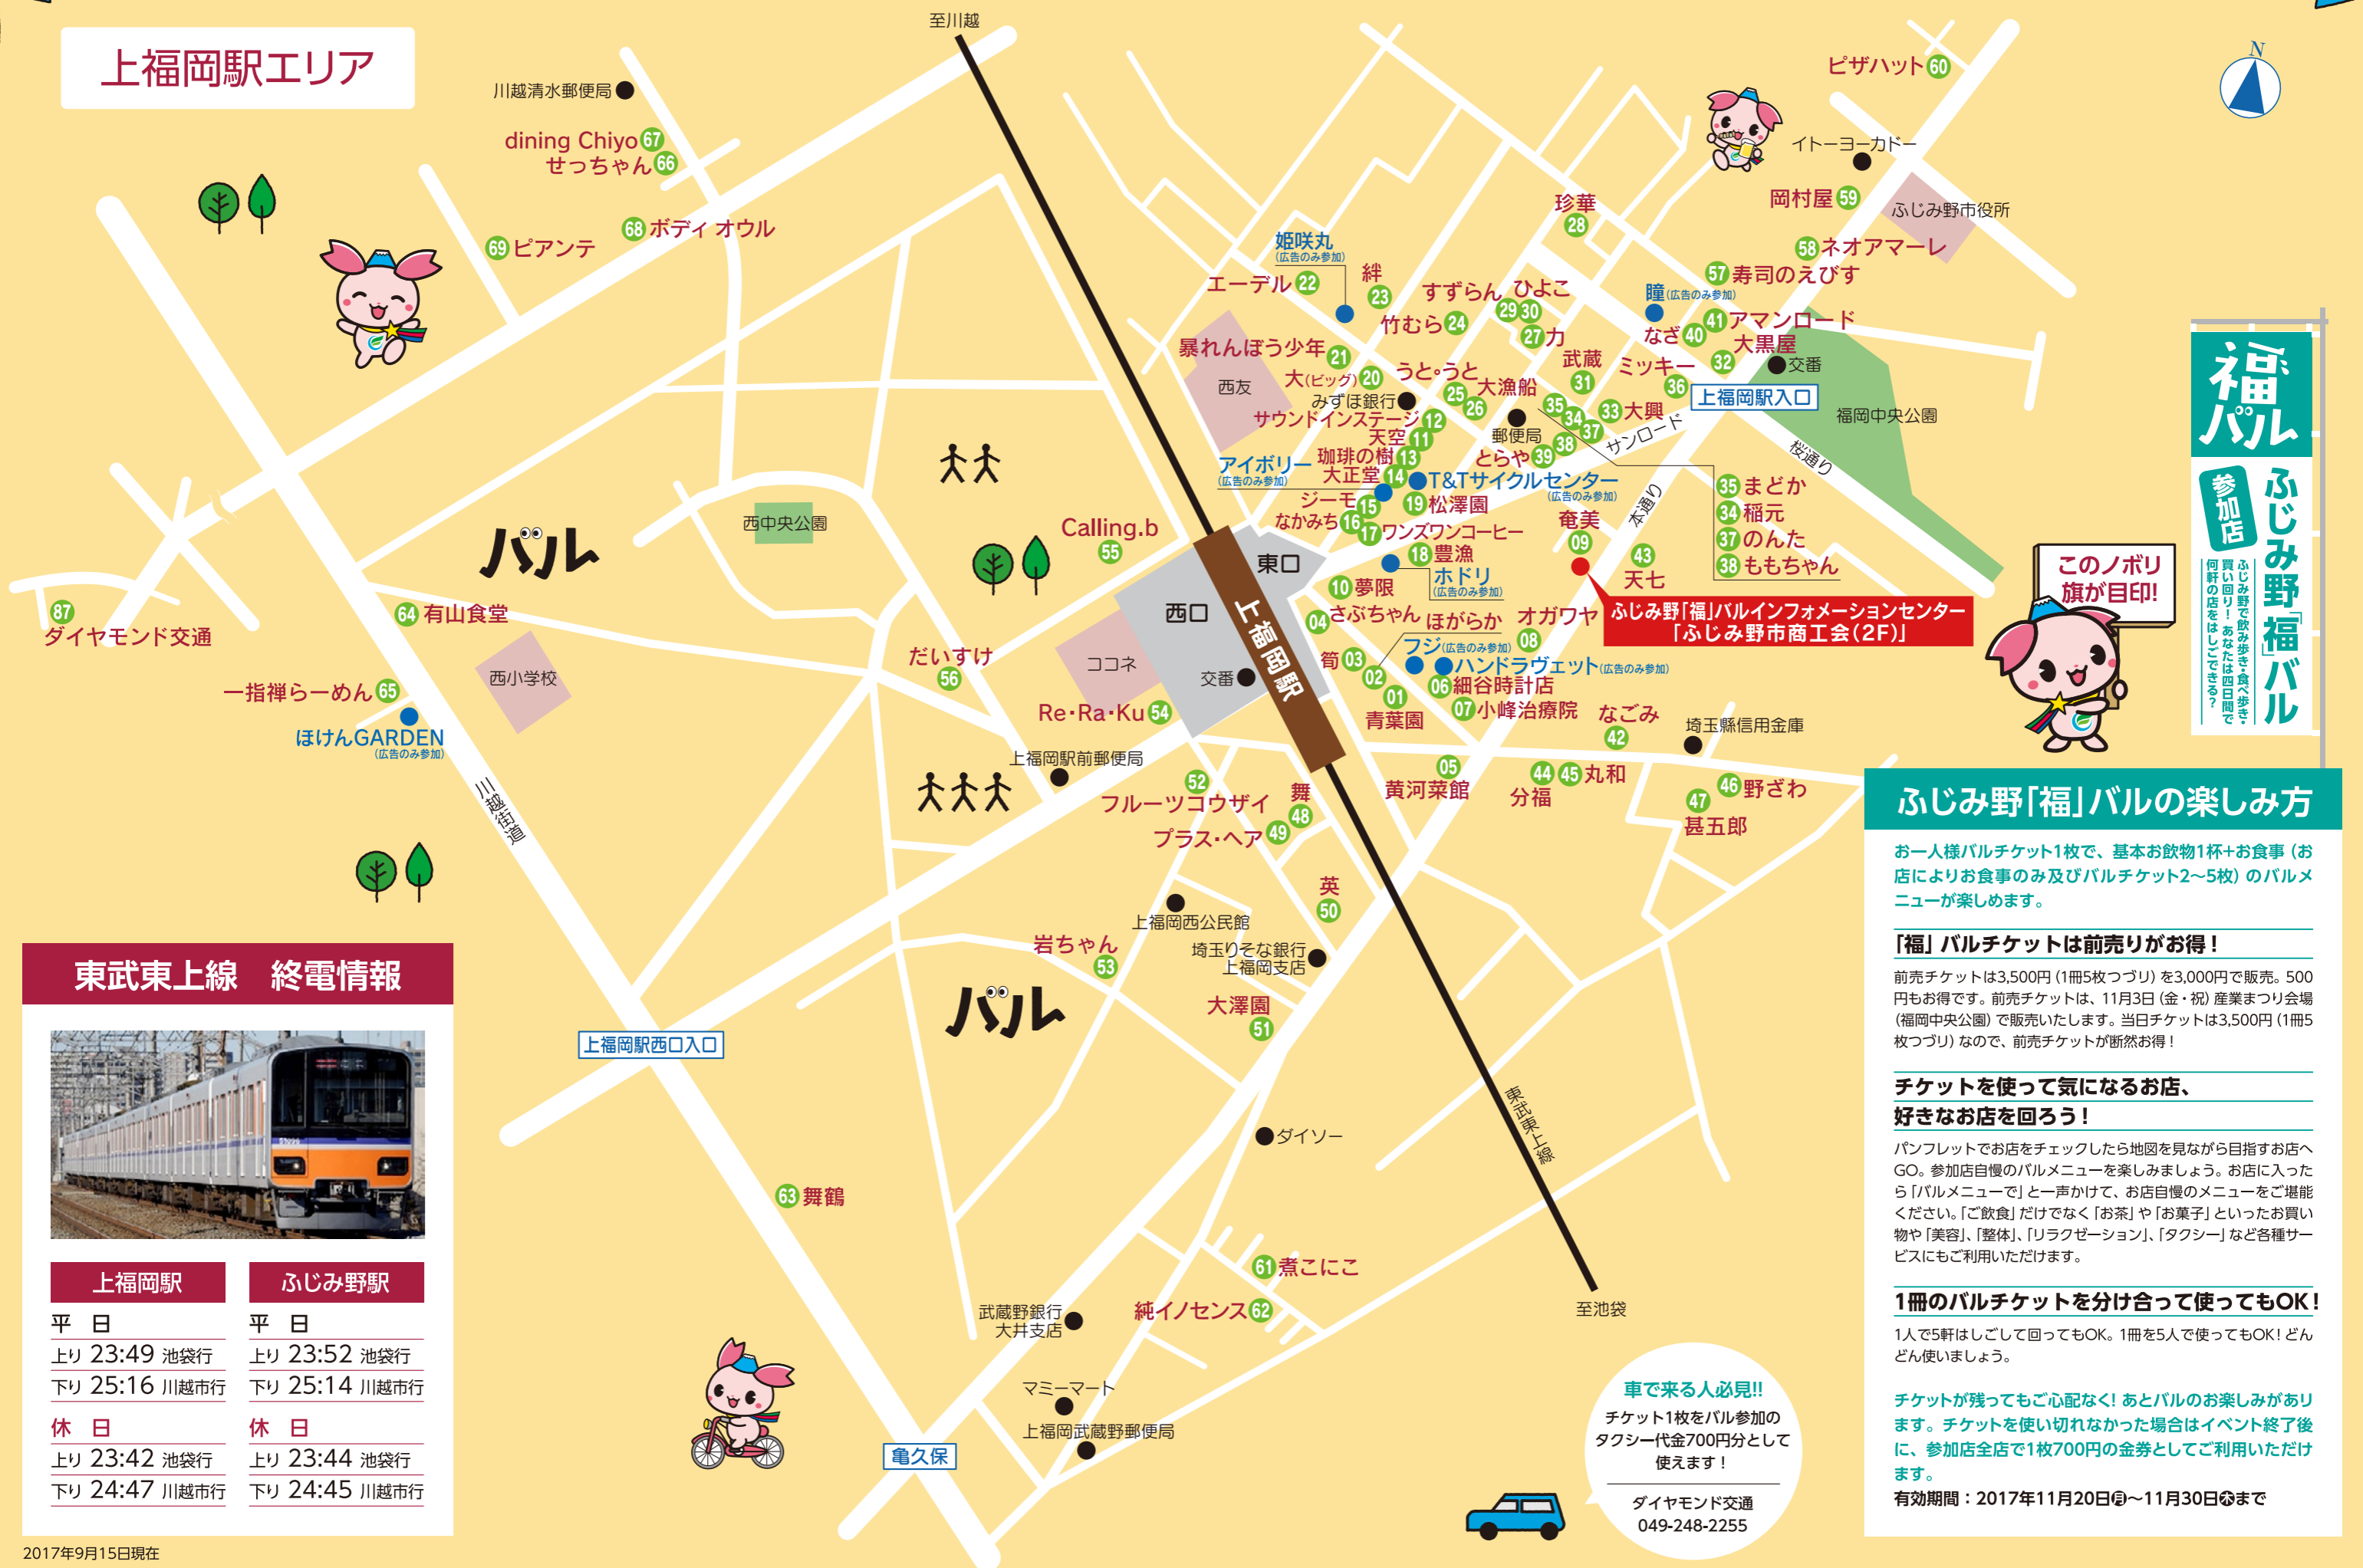 上福岡駅エリア
至川越
川越清水郵便局
dining Chiyo 67
せっちゃん 66
68 ボディ オウル
69 ピアンテ
ピザハット 60
N
イトーヨーカドー
岡村屋 59
ふじみ野市役所
58 ネオアマーレ
57 寿司のえびす
珍華
28
姫咲丸
(広告のみ参加)
エーデル 22
絆
23
すずらん ひよこ
29 30
竹むら 24
27 力
瞳(広告のみ参加)
なぎ 40
41 アマンロード
大黒屋
32
交番
暴れんぼう少年 21
西友
大(ビッグ) 20
うと。うと
25
大漁船
26
武蔵
31
ミッキー
36
上福岡駅入口
福岡中央公園
みずほ銀行
サウンドインステージ 12
天空 11
郵便局
35
34
37
38
33 大興
サンロード
桜通り
珈琲の樹 13
とらや 39
アイボリー
(広告のみ参加)
大正堂 14
T&Tサイクルセンター
(広告のみ参加)
ジーモ 15
19 松澤園
なかみち 16
17 ワンズワンコーヒー
奄美
09
本通り
35 まどか
34 稲元
37 のんた
38 ももちゃん
18 豊漁
ホドリ
(広告のみ参加)
43
天七
10 夢限
04 さぶちゃん
ほがらか
オガワヤ
08
ふじみ野「福」バルインフォメーションセンター
「ふじみ野市商工会(2F)」
筍 03
02
フジ(広告のみ参加)
ハンドラヴェット(広告のみ参加)
01
青葉園
06 細谷時計店
07 小峰治療院
なごみ
42
埼玉縣信用金庫
05
黄河菜館
44
分福
45 丸和
46 野ざわ
47
甚五郎
バル
西中央公園
Calling.b
55
東口
西口
上福岡駅
交番
ココネ
だいすけ
56
Re・Ra・Ku 54
上福岡駅前郵便局
87
ダイヤモンド交通
64 有山食堂
西小学校
一指禅らーめん 65
ほけんGARDEN
(広告のみ参加)
川越街道
52
フルーツコウザイ
舞
48
プラス・ヘア 49
英
50
上福岡西公民館
埼玉りそな銀行
上福岡支店
岩ちゃん
53
大澤園
51
バル
上福岡駅西口入口
ダイソー
東武東上線
至池袋
63 舞鶴
61 煮こにこ
純イノセンス 62
武蔵野銀行
大井支店
マミーマート
上福岡武蔵野郵便局
亀久保
東武東上線　終電情報
上福岡駅
平 日
上り 23:49 池袋行
下り 25:16 川越市行
休 日
上り 23:42 池袋行
下り 24:47 川越市行
ふじみ野駅
平 日
上り 23:52 池袋行
下り 25:14 川越市行
休 日
上り 23:44 池袋行
下り 24:45 川越市行
2017年9月15日現在
車で来る人必見!!
チケット1枚をバル参加の
タクシー代金700円分として
使えます！
ダイヤモンド交通
049-248-2255
このノボリ
旗が目印!
福バル
ふじみ野「福」バル
参加店
ふじみ野で飲み歩き・食べ歩き・
買い回り！ あなたは四日間で
何軒の店をはしごできる？
ふじみ野「福」バルの楽しみ方
お一人様バルチケット1枚で、基本お飲物1杯+お食事（お
店によりお食事のみ及びバルチケット2〜5枚）のバルメ
ニューが楽しめます。
「福」バルチケットは前売りがお得！
前売チケットは3,500円（1冊5枚つづり）を3,000円で販売。500
円もお得です。前売チケットは、11月3日（金・祝）産業まつり会場
（福岡中央公園）で販売いたします。当日チケットは3,500円（1冊5
枚つづり）なので、前売チケットが断然お得！
チケットを使って気になるお店、
好きなお店を回ろう！
パンフレットでお店をチェックしたら地図を見ながら目指すお店へ
GO。参加店自慢のバルメニューを楽しみましょう。お店に入った
ら「バルメニューで」と一声かけて、お店自慢のメニューをご堪能
ください。「ご飲食」だけでなく「お茶」や「お菓子」といったお買い
物や「美容」、「整体」、「リラクゼーション」、「タクシー」など各種サー
ビスにもご利用いただけます。
1冊のバルチケットを分け合って使ってもOK！
1人で5軒はしごして回ってもOK。1冊を5人で使ってもOK！どん
どん使いましょう。
チケットが残ってもご心配なく！あとバルのお楽しみがあり
ます。チケットを使い切れなかった場合はイベント終了後
に、参加店全店で1枚700円の金券としてご利用いただけ
ます。
有効期間：2017年11月20日㊊〜11月30日㊍まで